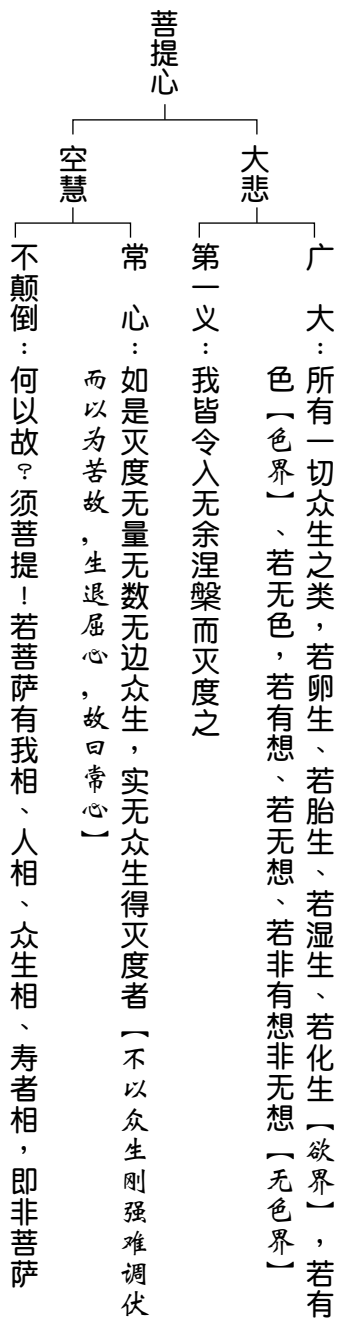 菩提心
大悲
广　大：所有一切众生之类，若卵生、若胎生、若湿生、若化生【欲界】，若有
色【色界】、若无色，若有想、若无想、若非有想非无想【无色界】
第一义：我皆令入无余涅槃而灭度之
空慧
常　心：如是灭度无量无数无边众生，实无众生得灭度者【不以众生刚强难调伏
而以为苦故，生退屈心，故曰常心】
不颠倒：何以故？须菩提！若菩萨有我相、人相、众生相、寿者相，即非菩萨